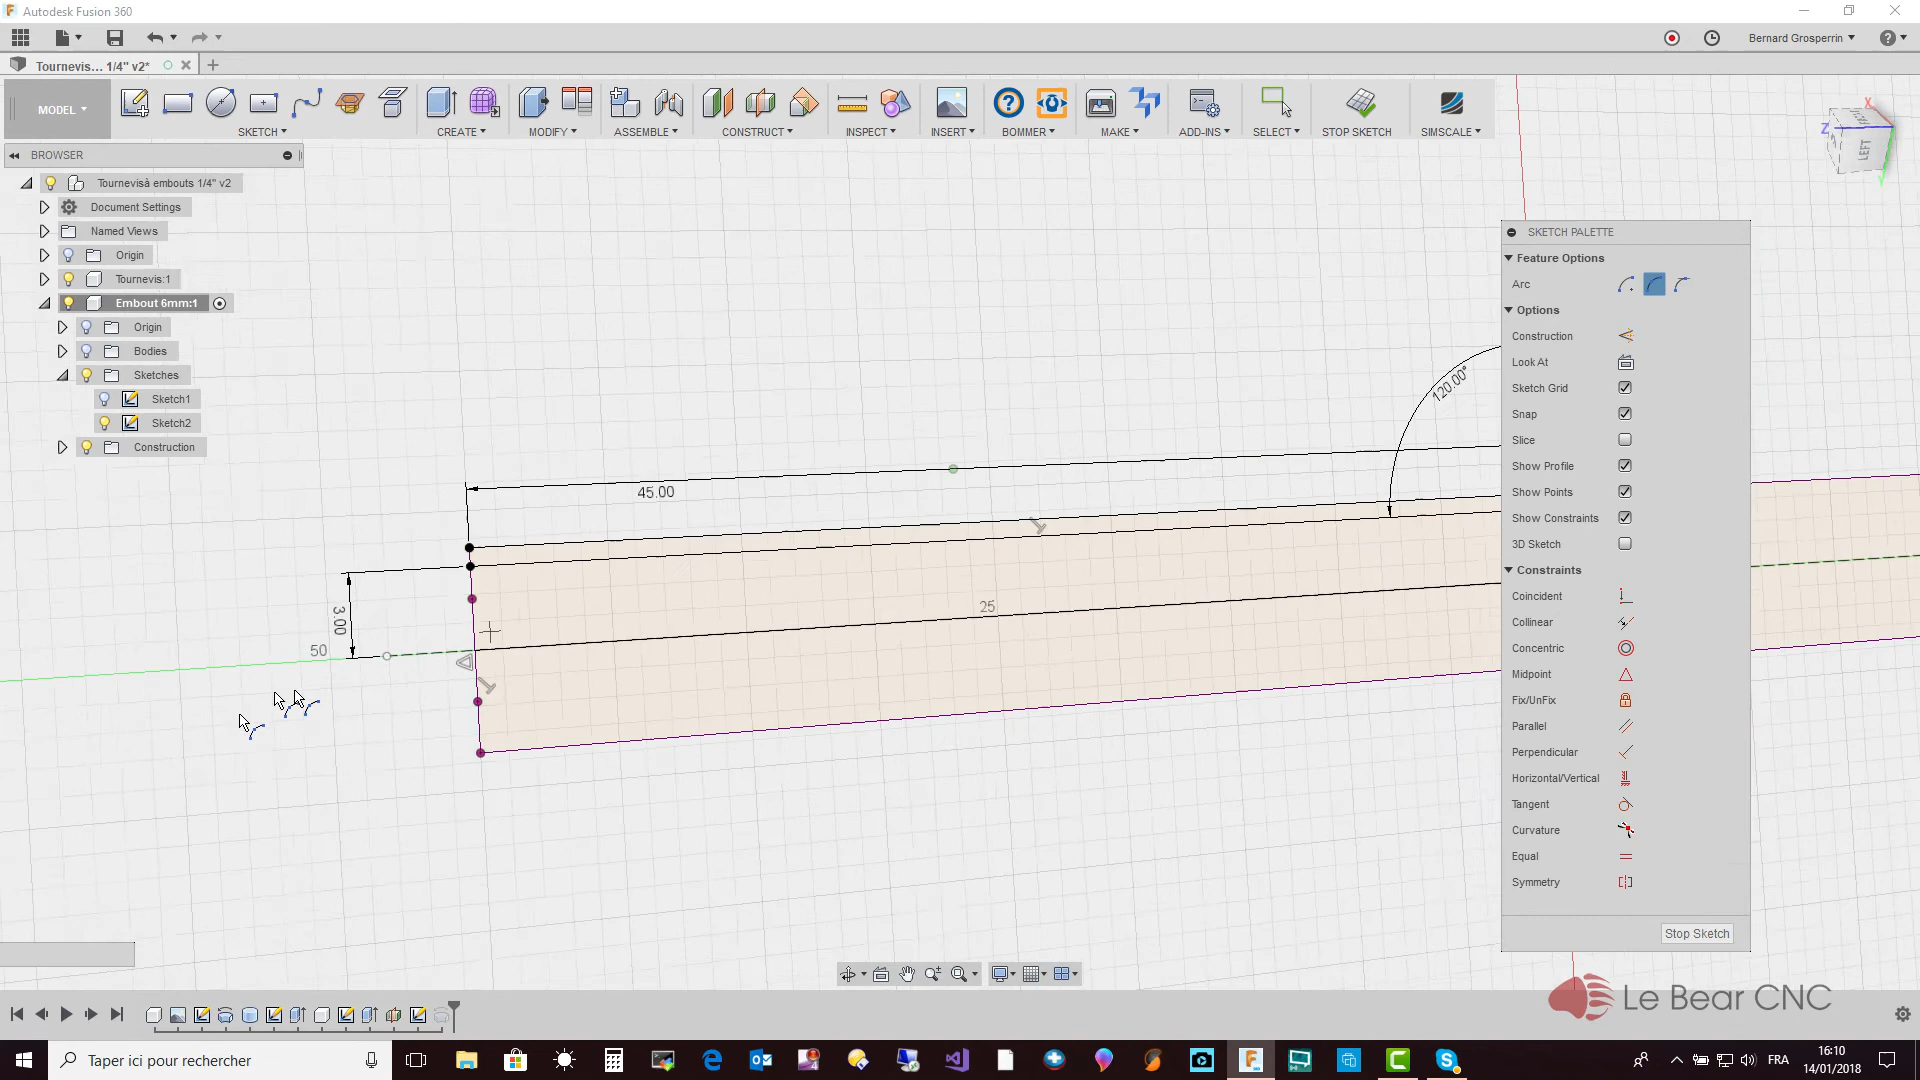 Autodesk Fusion 360
Bernard Grosperrin
Tournevis... 1/4" v2*
MODEL
SKETCH
CREATE
MODIFY
ASSEMBLE
CONSTRUCT
INSPECT
INSERT
BOMMER
MAKE
ADD-INS
SELECT
STOP SKETCH
SIMSCALE
X
Z
LEFT
Y
BROWSER
Tournevisà embouts 1/4" v2
Document Settings
Named Views
Origin
Tournevis:1
Embout 6mm:1
Origin
Bodies
Sketches
Sketch1
Sketch2
Construction
45.00
120.00°
3.00
25
50
SKETCH PALETTE
Feature Options
Arc
Options
Construction
Look At
Sketch Grid
Snap
Slice
Show Profile
Show Points
Show Constraints
3D Sketch
Constraints
Coincident
Collinear
Concentric
Midpoint
Fix/UnFix
Parallel
Perpendicular
Horizontal/Vertical
Tangent
Curvature
Equal
Symmetry
Stop Sketch
Le Bear CNC
Taper ici pour rechercher
FRA
16:10
14/01/2018